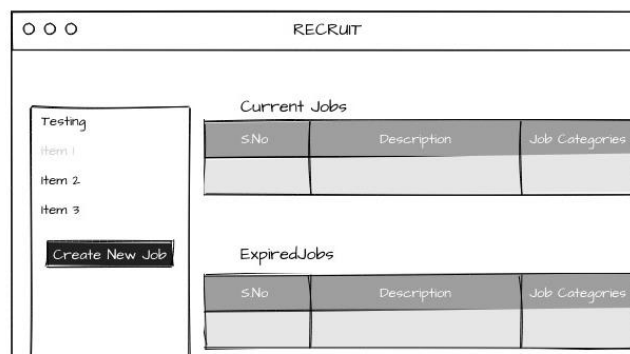 RECRUIT
Testing
Item 1
Item 2
Item 3
Create New Job
Current Jobs
S.No Description Job Categories
ExpiredJobs
S.No Description Job Categories